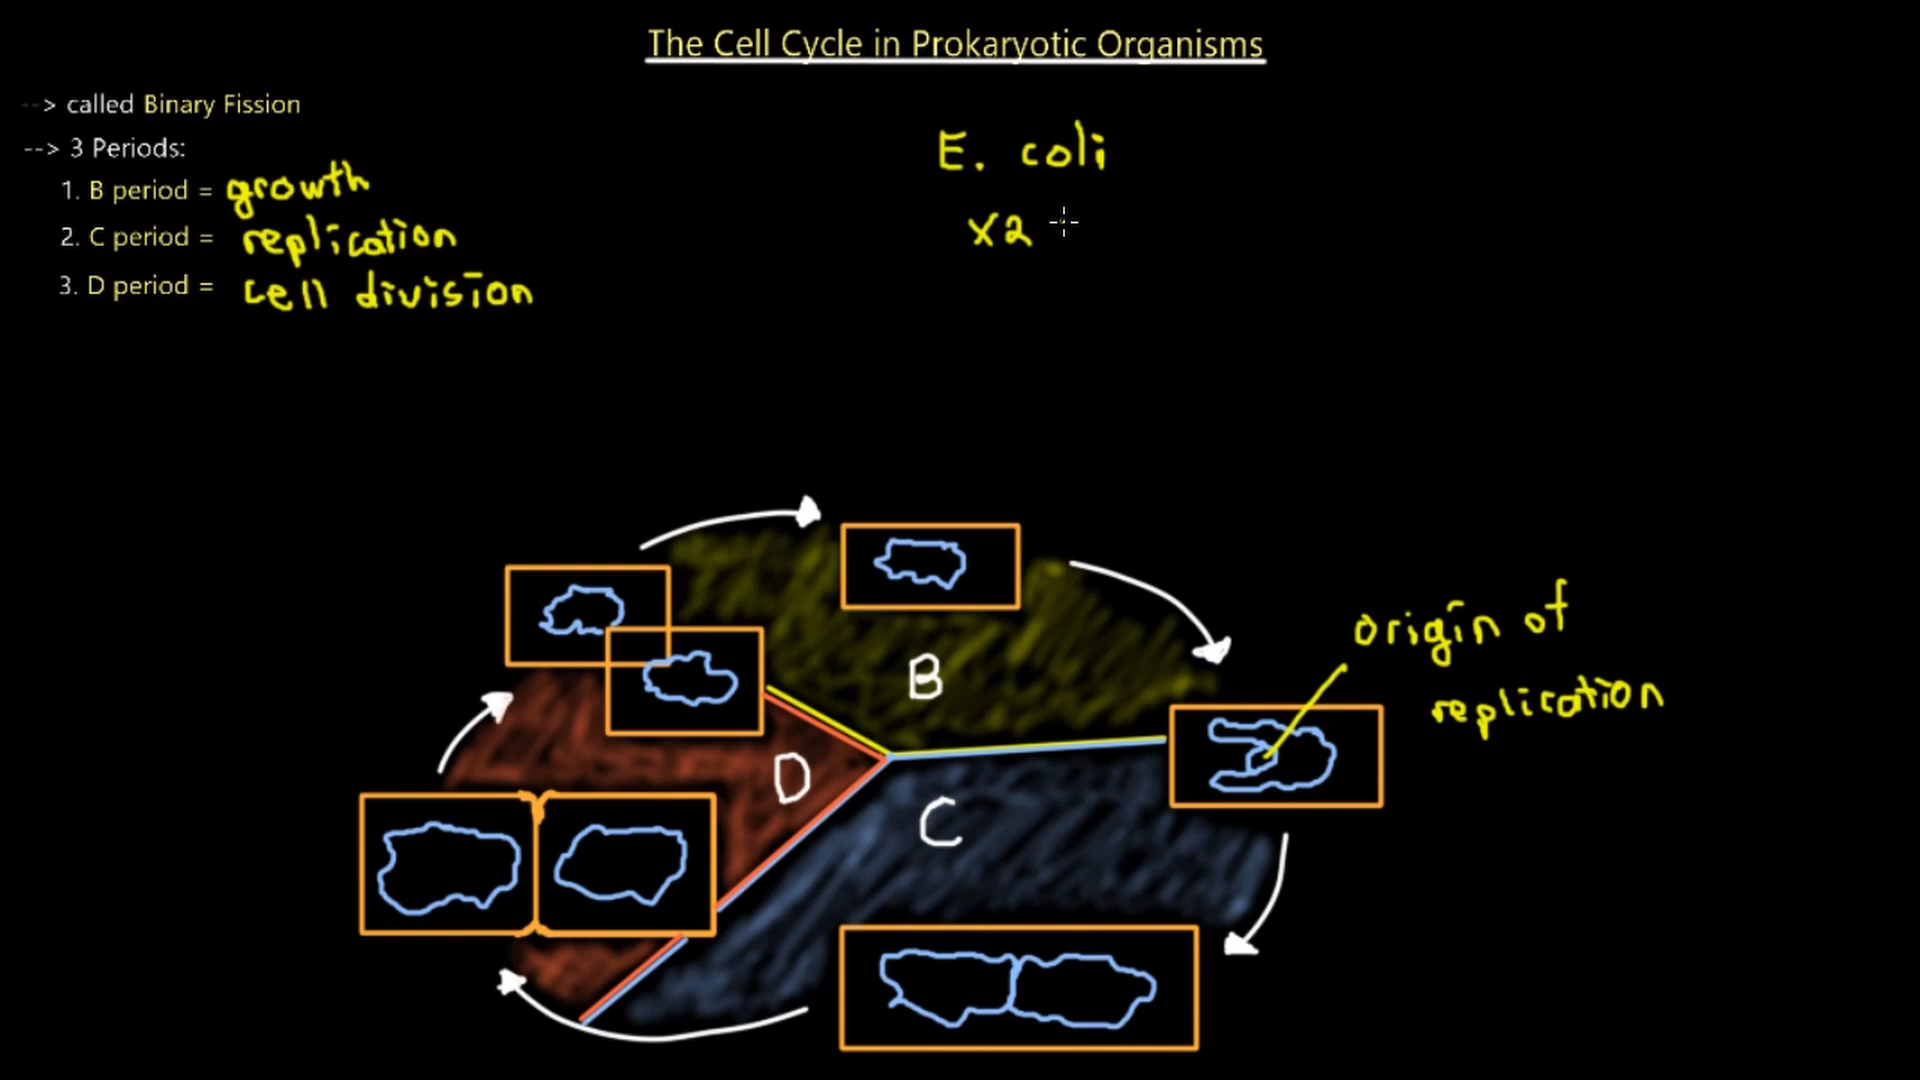 The Cell Cycle in Prokaryotic Organisms
--> called Binary Fission
--> 3 Periods:
1. B period = growth
2. C period = replication
3. D period = cell division
E. coli
x2
B
D
C
origin of
replication